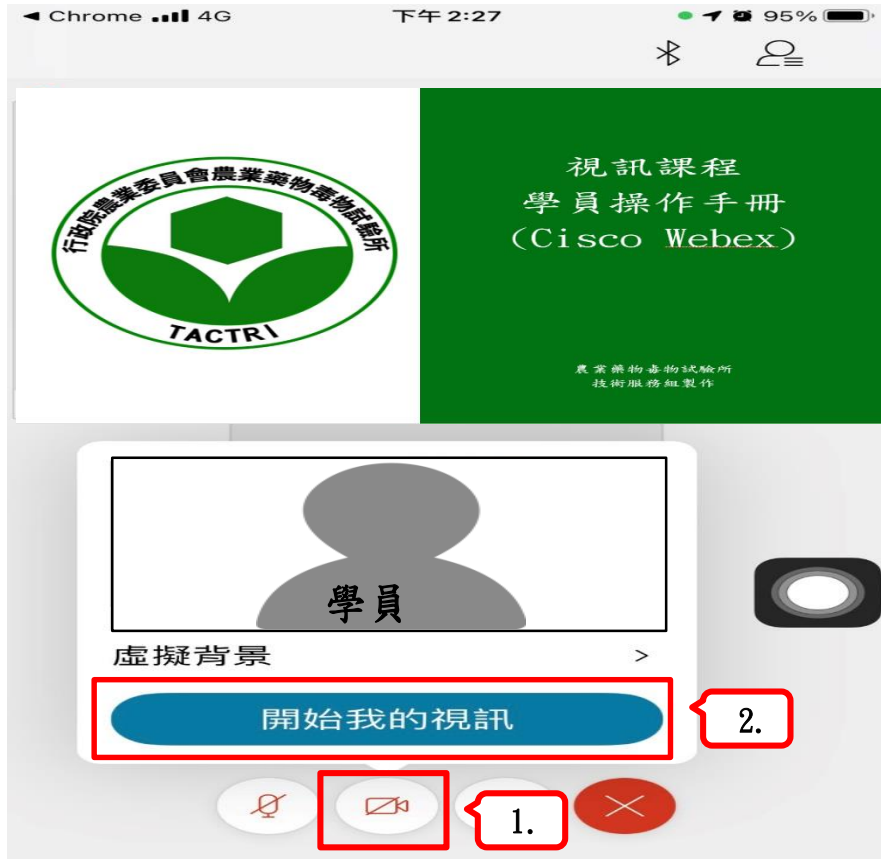 ◄ Chrome 4G 下午 2:27 95%
行政院農業委員會農業藥物毒物試驗所
TACTRI
視訊課程
學員操作手冊
(Cisco Webex)
農業藥物毒物試驗所
技術服務組製作
學員
虛擬背景 >
開始我的視訊
2.
1.